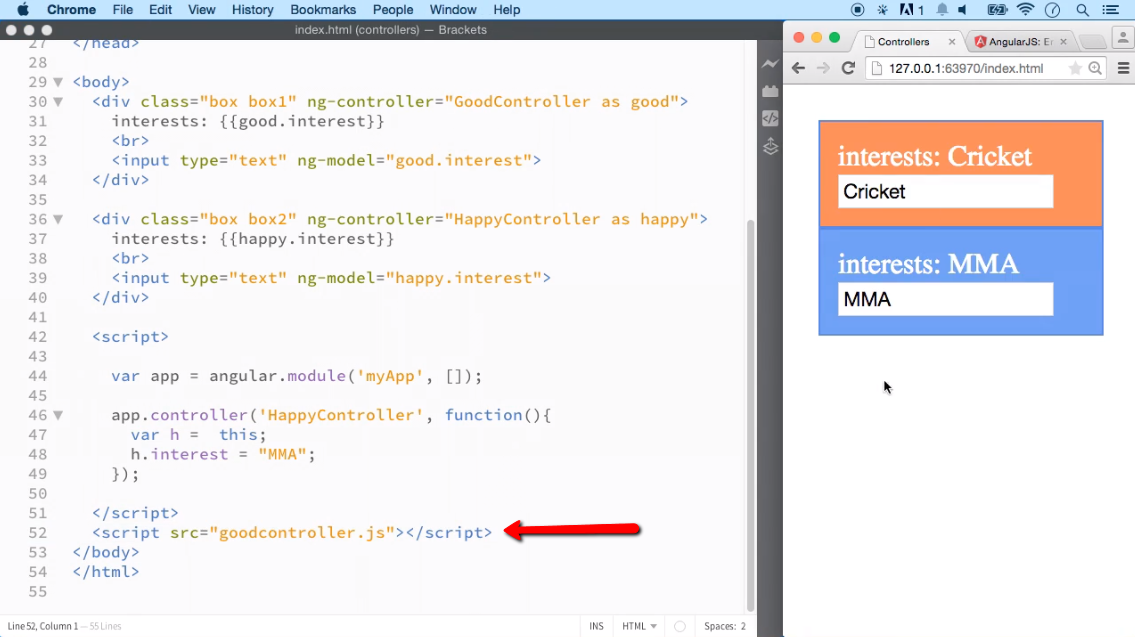 Chrome File Edit View History Bookmarks People Window Help
1
index.html (controllers) — Brackets
27 </head>
28
29 <body>
30 <div class="box box1" ng-controller="GoodController as good">
31 interests: {{good.interest}}
32 <br>
33 <input type="text" ng-model="good.interest">
34 </div>
35
36 <div class="box box2" ng-controller="HappyController as happy">
37 interests: {{happy.interest}}
38 <br>
39 <input type="text" ng-model="happy.interest">
40 </div>
41
42 <script>
43
44 var app = angular.module('myApp', []);
45
46 app.controller('HappyController', function(){
47 var h =  this;
48 h.interest = "MMA";
49 });
50
51 </script>
52 <script src="goodcontroller.js"></script>
53 </body>
54 </html>
55
Line 52, Column 1 — 55 Lines
INS HTML Spaces: 2
Controllers
AngularJS: Er
127.0.0.1:63970/index.html
interests: Cricket
Cricket
interests: MMA
MMA